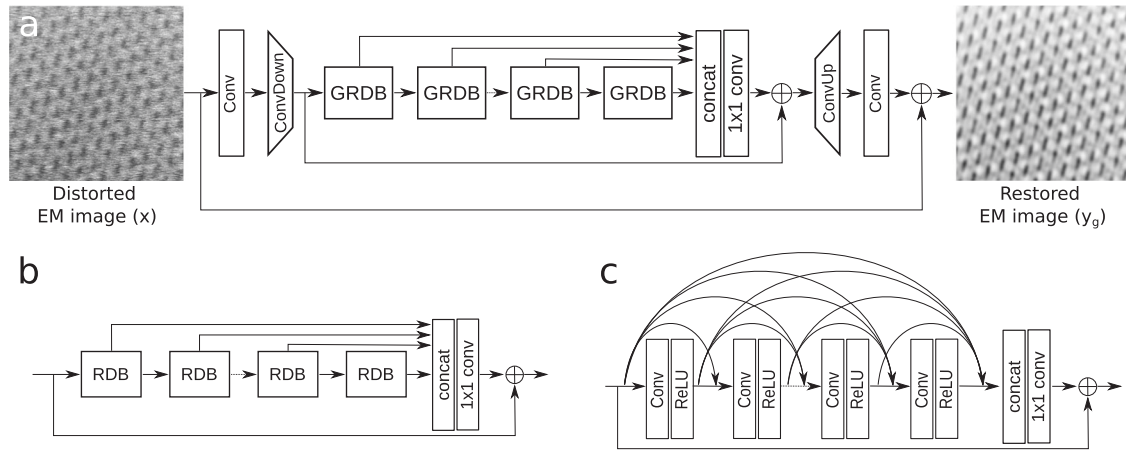 a
Conv
ConvDown
GRDB
GRDB
GRDB
GRDB
concat
1x1 conv
ConvUp
Conv
Distorted
EM image (x)
Restored
EM image (yg)
b
RDB
RDB
RDB
RDB
concat
1x1 conv
c
Conv
ReLU
Conv
ReLU
Conv
ReLU
Conv
ReLU
concat
1x1 conv